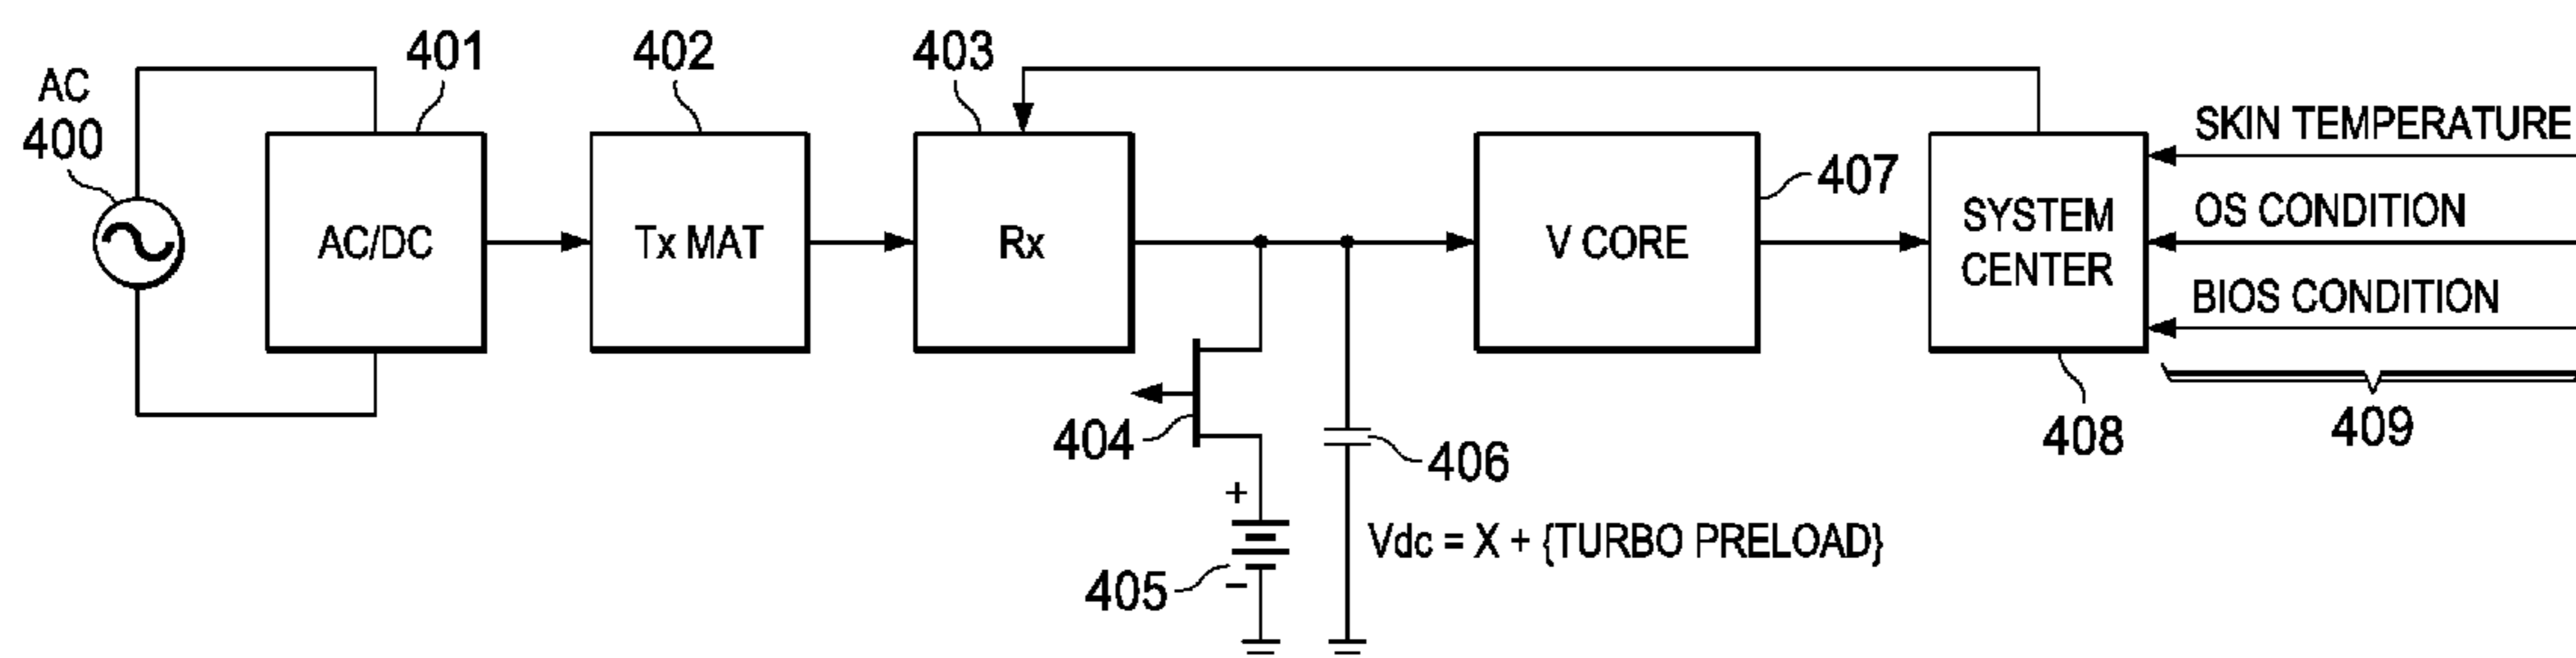 AC
400
401
402
403
AC/DC
Tx MAT
Rx
V CORE
407
SYSTEM
CENTER
SKIN TEMPERATURE
OS CONDITION
BIOS CONDITION
404
406
408
409
+
Vdc = X + {TURBO PRELOAD}
405
−